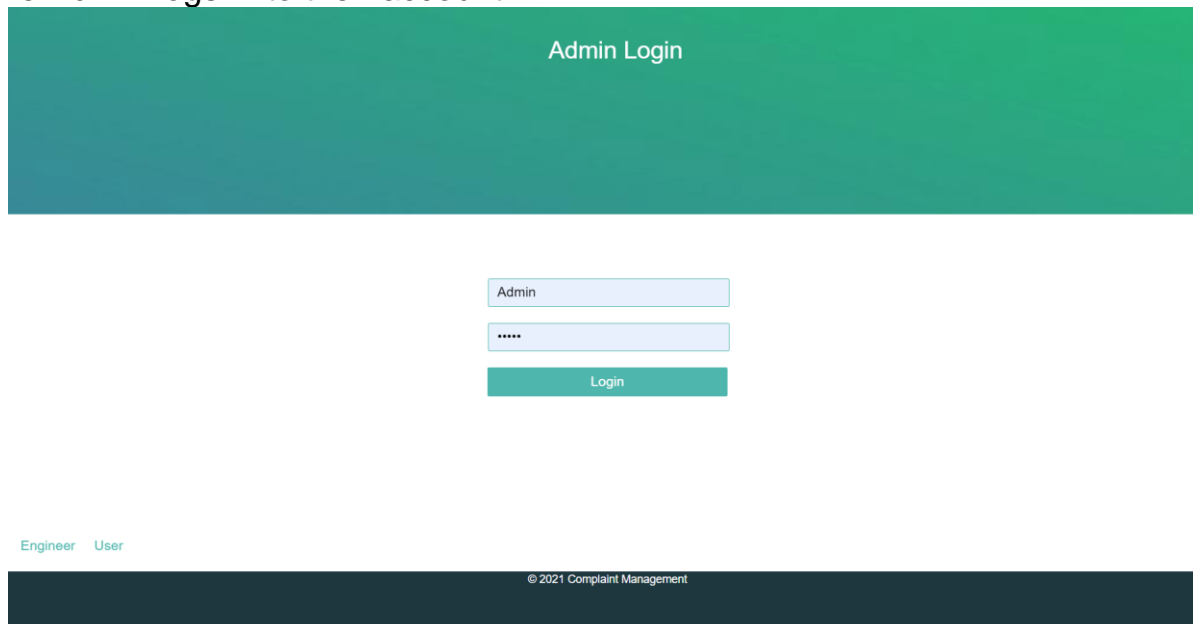 Admin Login
Admin
•••••
Login
Engineer User
© 2021 Complaint Management